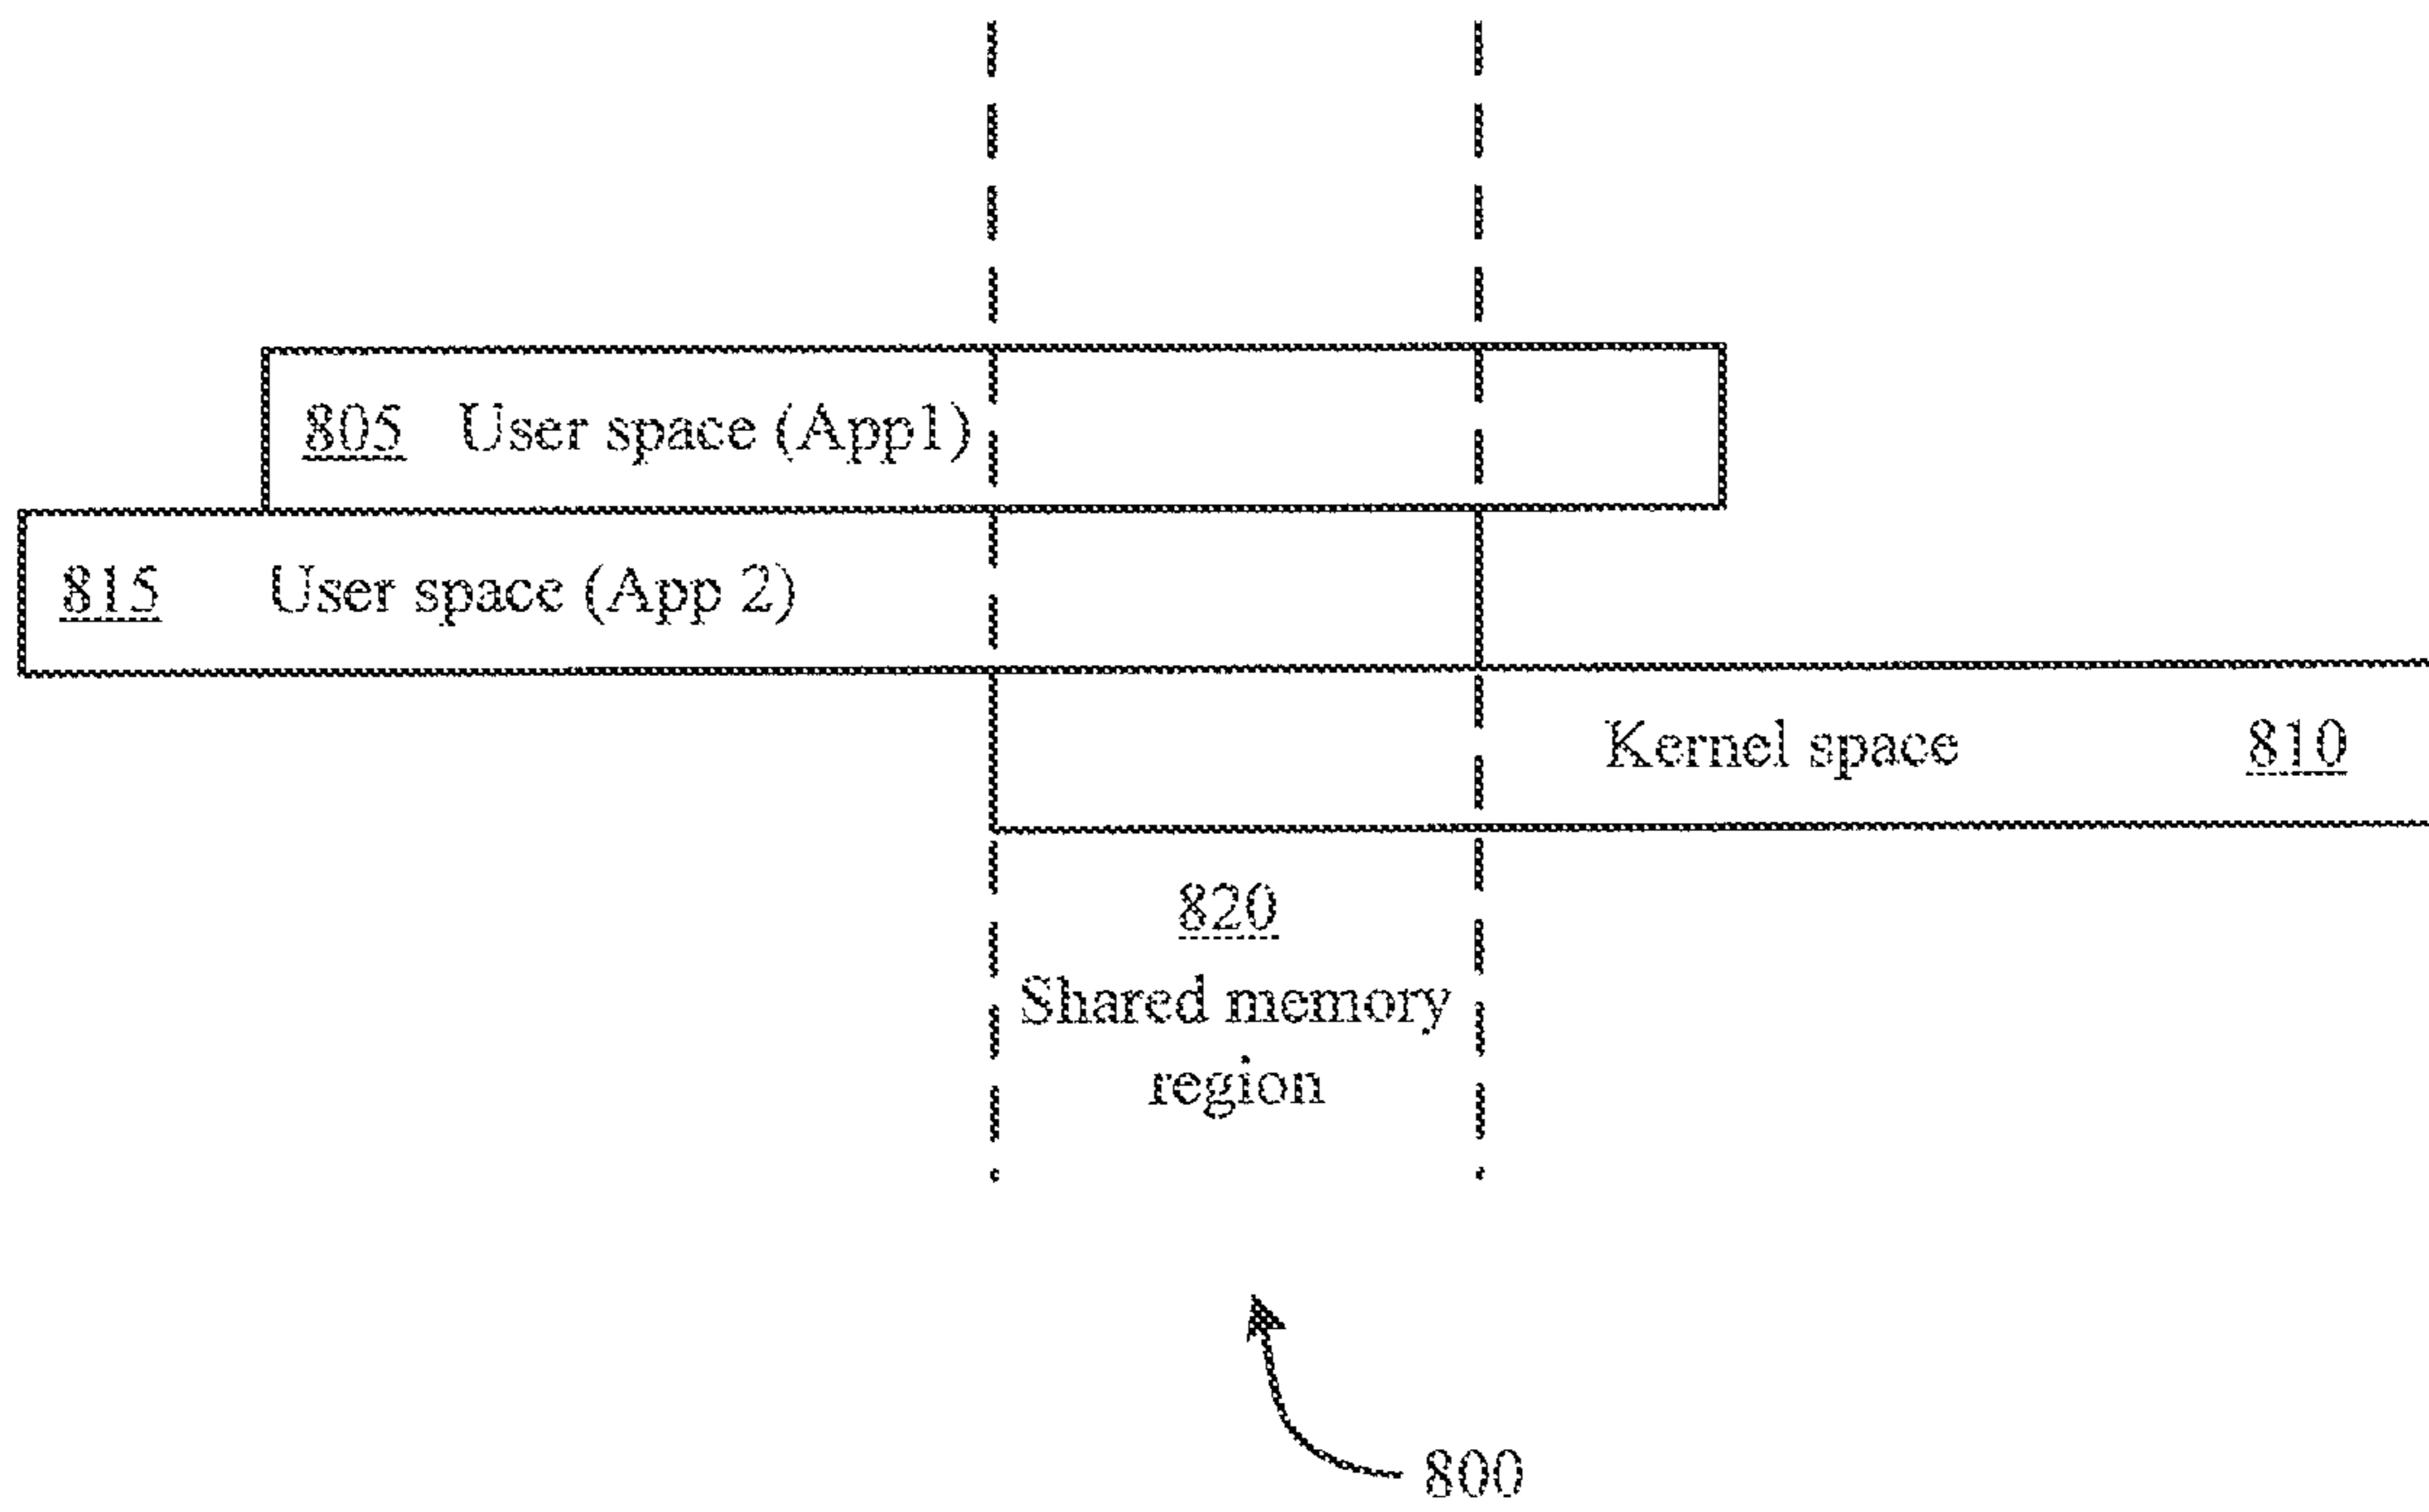 805 User space (App1)
815 User space (App 2)
Kernel space 810
820
Shared memory
region
800